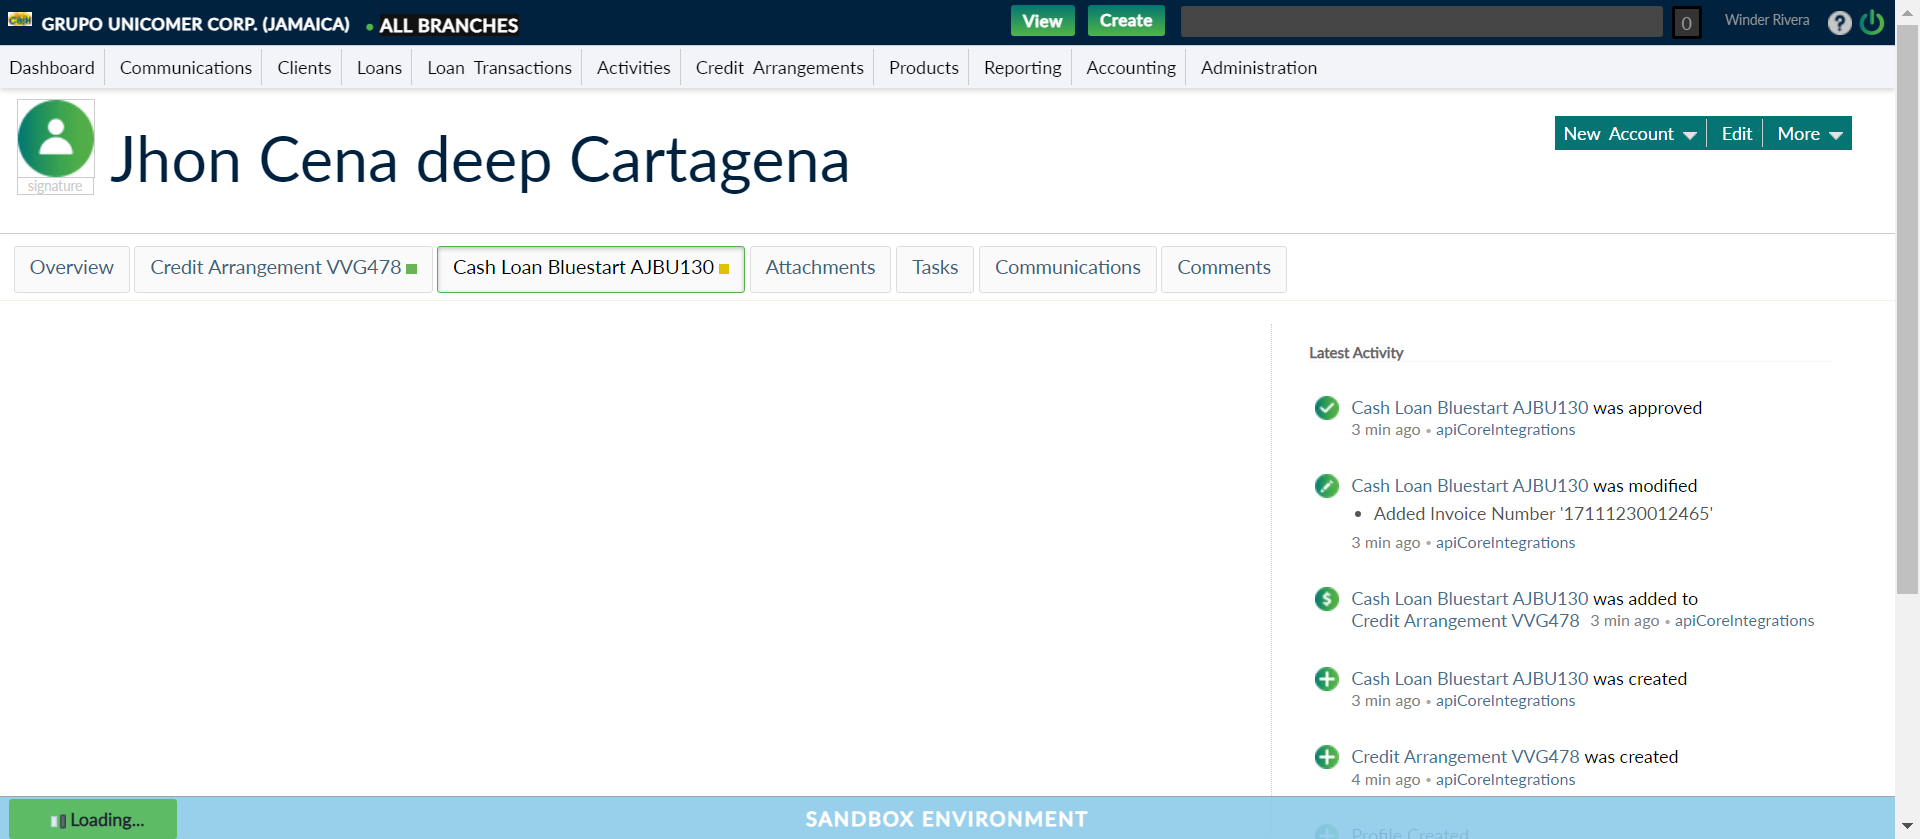 GRUPO UNICOMER CORP. (JAMAICA) • ALL BRANCHES View Create 0 Winder Rivera ?
Dashboard Communications Clients Loans Loan Transactions Activities Credit Arrangements Products Reporting Accounting Administration
signature
Jhon Cena deep Cartagena
New Account Edit More
Overview Credit Arrangement VVG478 Cash Loan Bluestart AJBU130 Attachments Tasks Communications Comments
Latest Activity
Cash Loan Bluestart AJBU130 was approved
3 min ago • apiCoreIntegrations
Cash Loan Bluestart AJBU130 was modified
• Added Invoice Number '17111230012465'
3 min ago • apiCoreIntegrations
Cash Loan Bluestart AJBU130 was added to
Credit Arrangement VVG478 3 min ago • apiCoreIntegrations
Cash Loan Bluestart AJBU130 was created
3 min ago • apiCoreIntegrations
Credit Arrangement VVG478 was created
4 min ago • apiCoreIntegrations
Loading... SANDBOX ENVIRONMENT
Profile Created